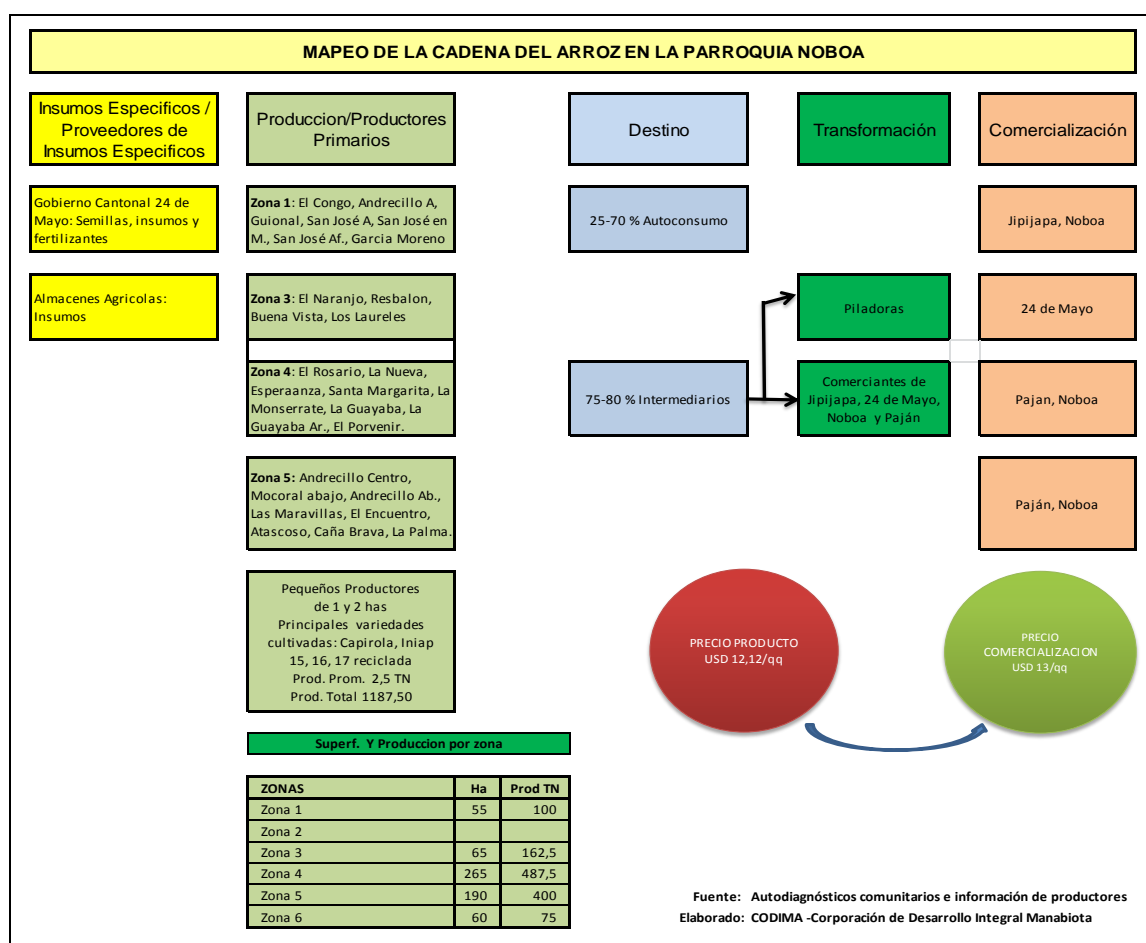 MAPEO DE LA CADENA DEL ARROZ EN LA PARROQUIA NOBOA
Insumos Especificos /
Proveedores de
Insumos Especificos
Produccion/Productores
Primarios
Destino
Transformación
Comercialización
Gobierno Cantonal 24 de
Mayo: Semillas, insumos y
fertilizantes
Zona 1: El Congo, Andrecillo A,
Guional, San José A, San José en
M., San José Af., Garcia Moreno
25-70 % Autoconsumo
Jipijapa, Noboa
Almacenes Agricolas:
Insumos
Zona 3: El Naranjo, Resbalon,
Buena Vista, Los Laureles
Piladoras
24 de Mayo
Zona 4: El Rosario, La Nueva,
Esperaanza, Santa Margarita, La
Monserrate, La Guayaba, La
Guayaba Ar., El Porvenir.
75-80 % Intermediarios
Comerciantes de
Jipijapa, 24 de Mayo,
Noboa y Paján
Pajan, Noboa
Zona 5: Andrecillo Centro,
Mocoral abajo, Andrecillo Ab.,
Las Maravillas, El Encuentro,
Atascoso, Caña Brava, La Palma.
Paján, Noboa
Pequeños Productores
de 1 y 2 has
Principales variedades
cultivadas: Capirola, Iniap
15, 16, 17 reciclada
Prod. Prom. 2,5 TN
Prod. Total 1187,50
PRECIO PRODUCTO
USD 12,12/qq
PRECIO
COMERCIALIZACION
USD 13/qq
Superf. Y Produccion por zona
ZONAS Ha Prod TN
Zona 1 55 100
Zona 2
Zona 3 65 162,5
Zona 4 265 487,5
Zona 5 190 400
Zona 6 60 75
Fuente: Autodiagnósticos comunitarios e información de productores
Elaborado: CODIMA -Corporación de Desarrollo Integral Manabiota